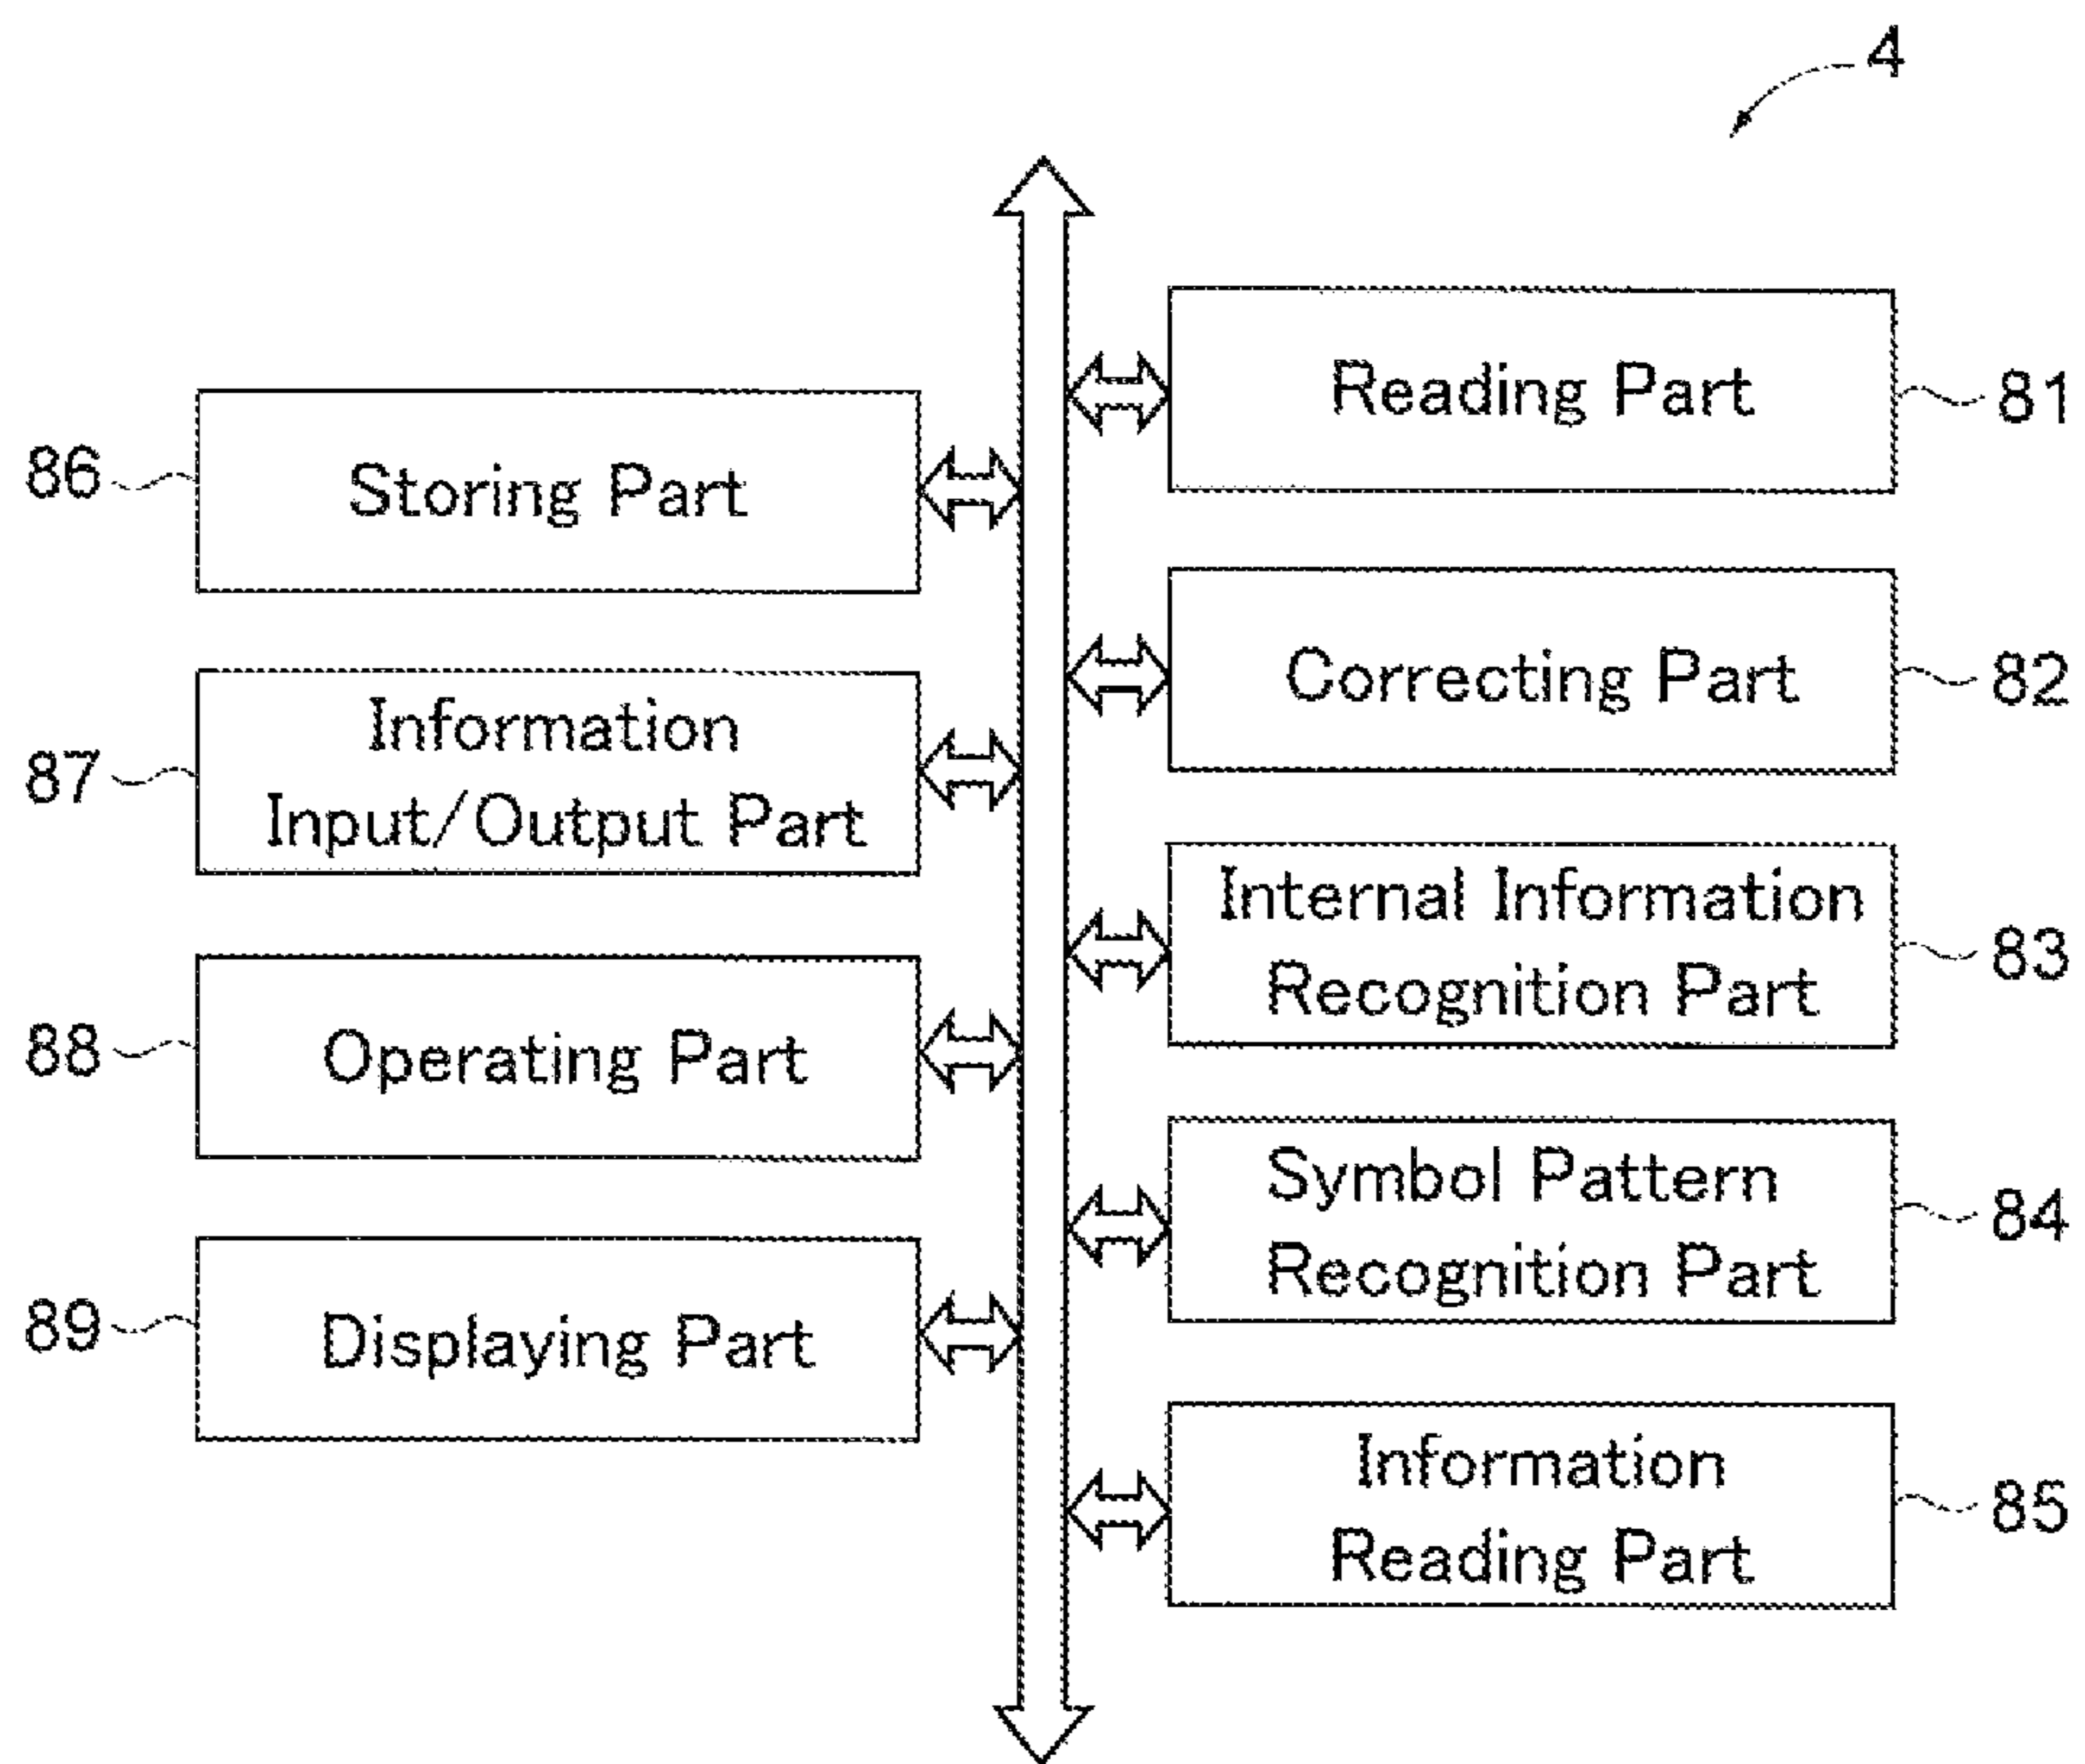 4
Reading Part
81
86
Storing Part
Correcting Part
82
Information
Input/Output Part
87
Internal Information
Recognition Part
83
88
Operating Part
Symbol Pattern
Recognition Part
84
89
Displaying Part
Information
Reading Part
85